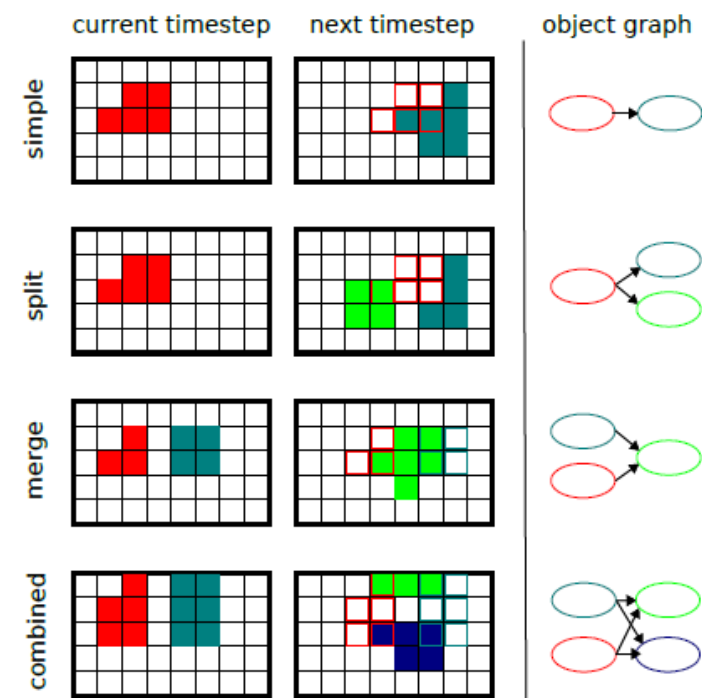 current timestep next timestep object graph
simple
split
merge
combined